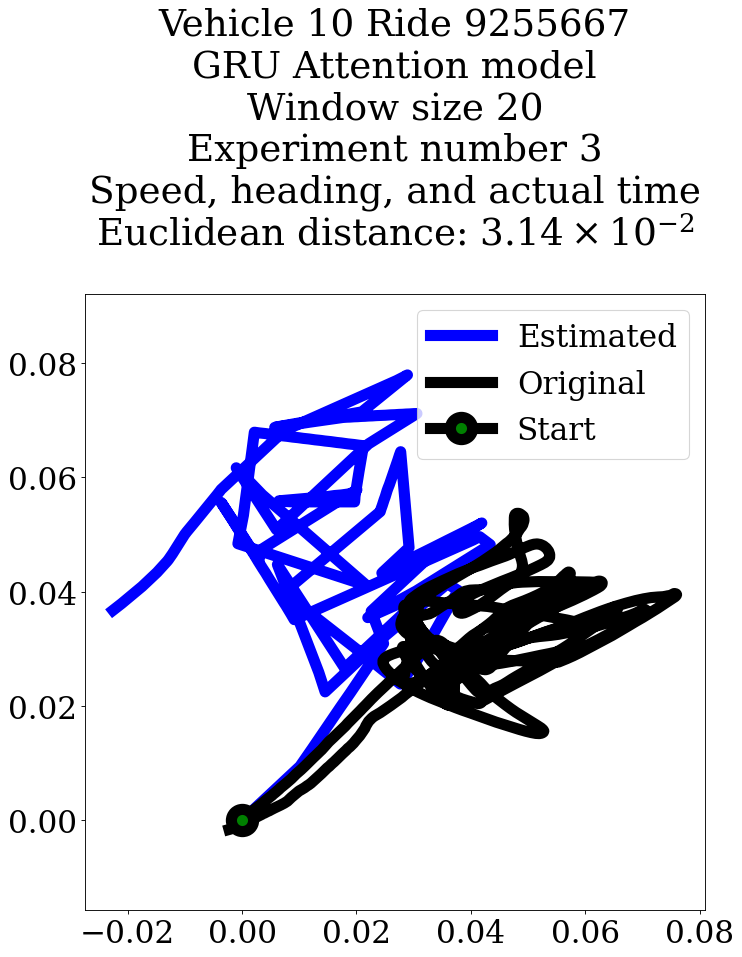 Vehicle 10 Ride 9255667
GRU Attention model
Window size 20
Experiment number 3
Speed, heading, and actual time
Euclidean distance: 3.14 × 10⁻²
Estimated
Original
Start
0.08
0.06
0.04
0.02
0.00
−0.02 0.00 0.02 0.04 0.06 0.08